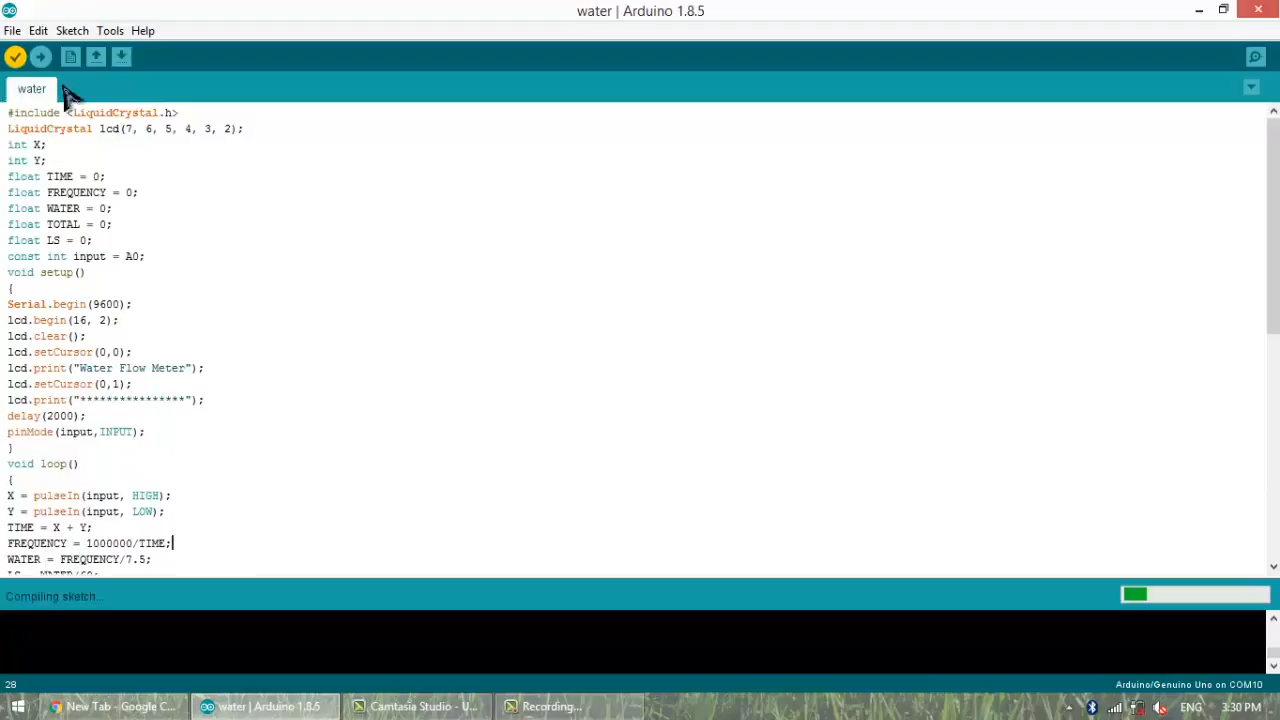 water | Arduino 1.8.5
File Edit Sketch Tools Help
water
#include <LiquidCrystal.h>
LiquidCrystal lcd(7, 6, 5, 4, 3, 2);
int X;
int Y;
float TIME = 0;
float FREQUENCY = 0;
float WATER = 0;
float TOTAL = 0;
float LS = 0;
const int input = A0;
void setup()
{
Serial.begin(9600);
lcd.begin(16, 2);
lcd.clear();
lcd.setCursor(0,0);
lcd.print("Water Flow Meter");
lcd.setCursor(0,1);
lcd.print("****************");
delay(2000);
pinMode(input,INPUT);
}
void loop()
{
X = pulseIn(input, HIGH);
Y = pulseIn(input, LOW);
TIME = X + Y;
FREQUENCY = 1000000/TIME;
WATER = FREQUENCY/7.5;
LS = WATER/60;
Compiling sketch...
28 Arduino/Genuino Uno on COM10
New Tab - Google C... water | Arduino 1.8.5 Camtasia Studio - U... Recording... ENG 3:30 PM